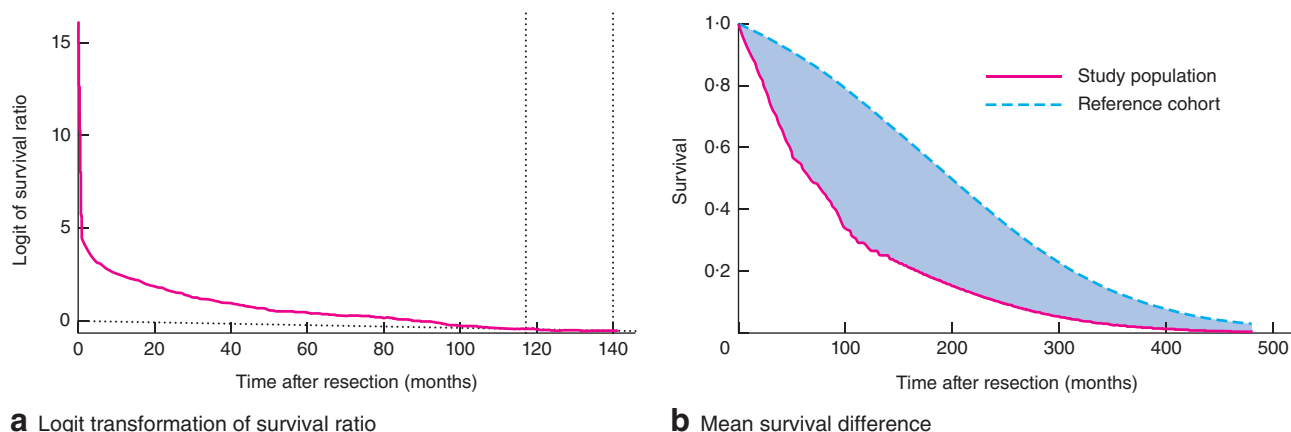 15
10
5
0
Logit of survival ratio
0 20 40 60 80 100 120 140
Time after resection (months)
a Logit transformation of survival ratio
1·0
0·8
0·6
0·4
0·2
Survival
Study population
Reference cohort
0 100 200 300 400 500
Time after resection (months)
b Mean survival difference